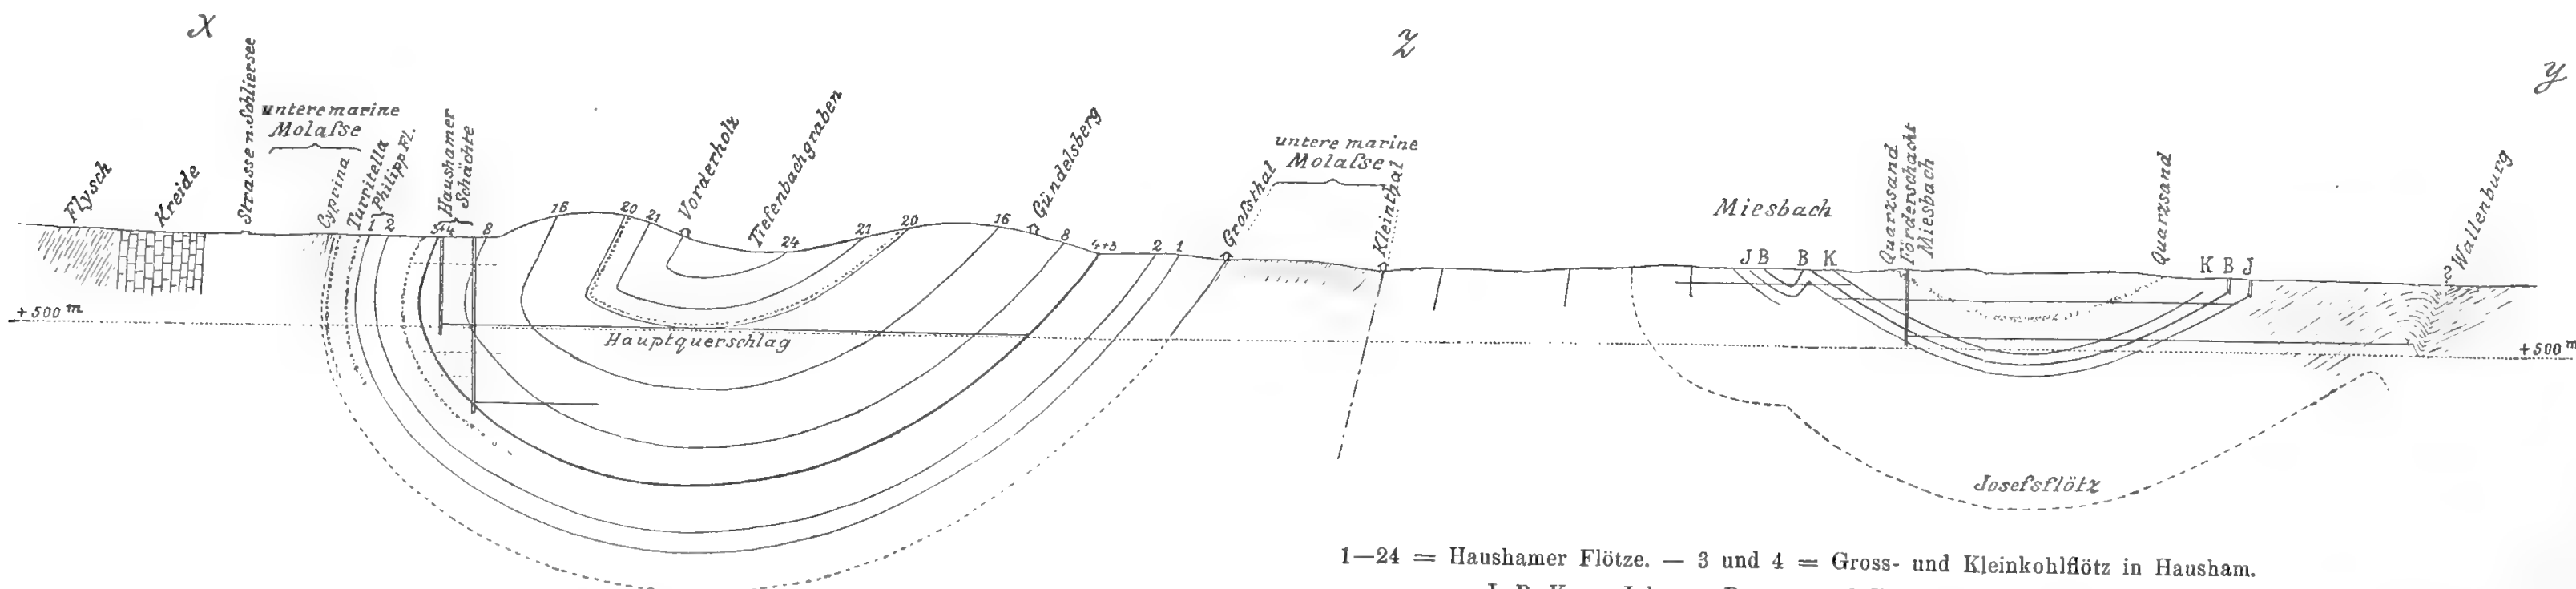 X
Z
y
Flysch
Kreide
Strasse n. Schliersee
untere marine
Molaſse
Cyprina
Turritella
Philipp Fl.
1 2
Haushamer
Schächte
3+4
8
16
20
21
Vorderholz
Tiefenbachgraben
24
21
20
16
Gündelsberg
8
4+3
2
1
Groſsthal
untere marine
Molaſse
Kleinthal
Miesbach
J B B K
Quarzsand
Förderschacht
Miesbach
Quarzsand
K B J
Wallenburg
+ 500 m
Hauptquerschlag
+ 500 m
Josefsflötz
1—24 = Haushamer Flötze. — 3 und 4 = Gross- und Kleinkohlflötz in Hausham.